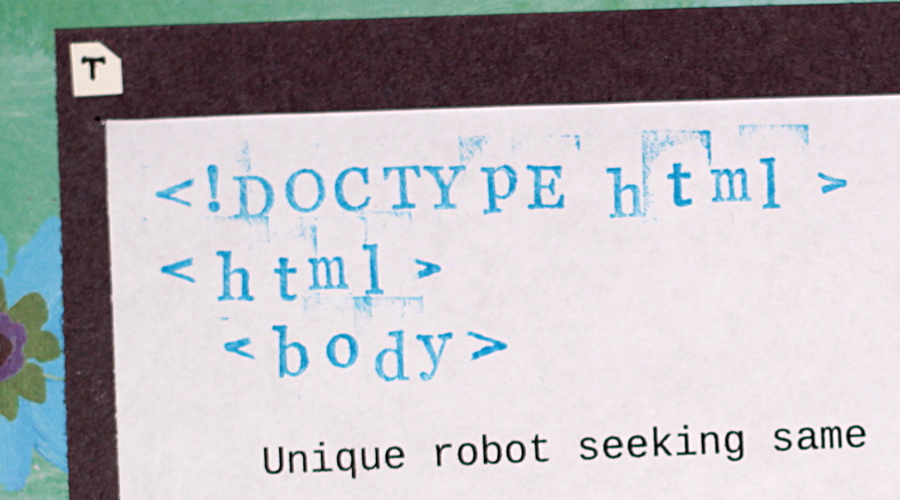 T
<!DOCTYPE html >
<html >
<body>
Unique robot seeking same